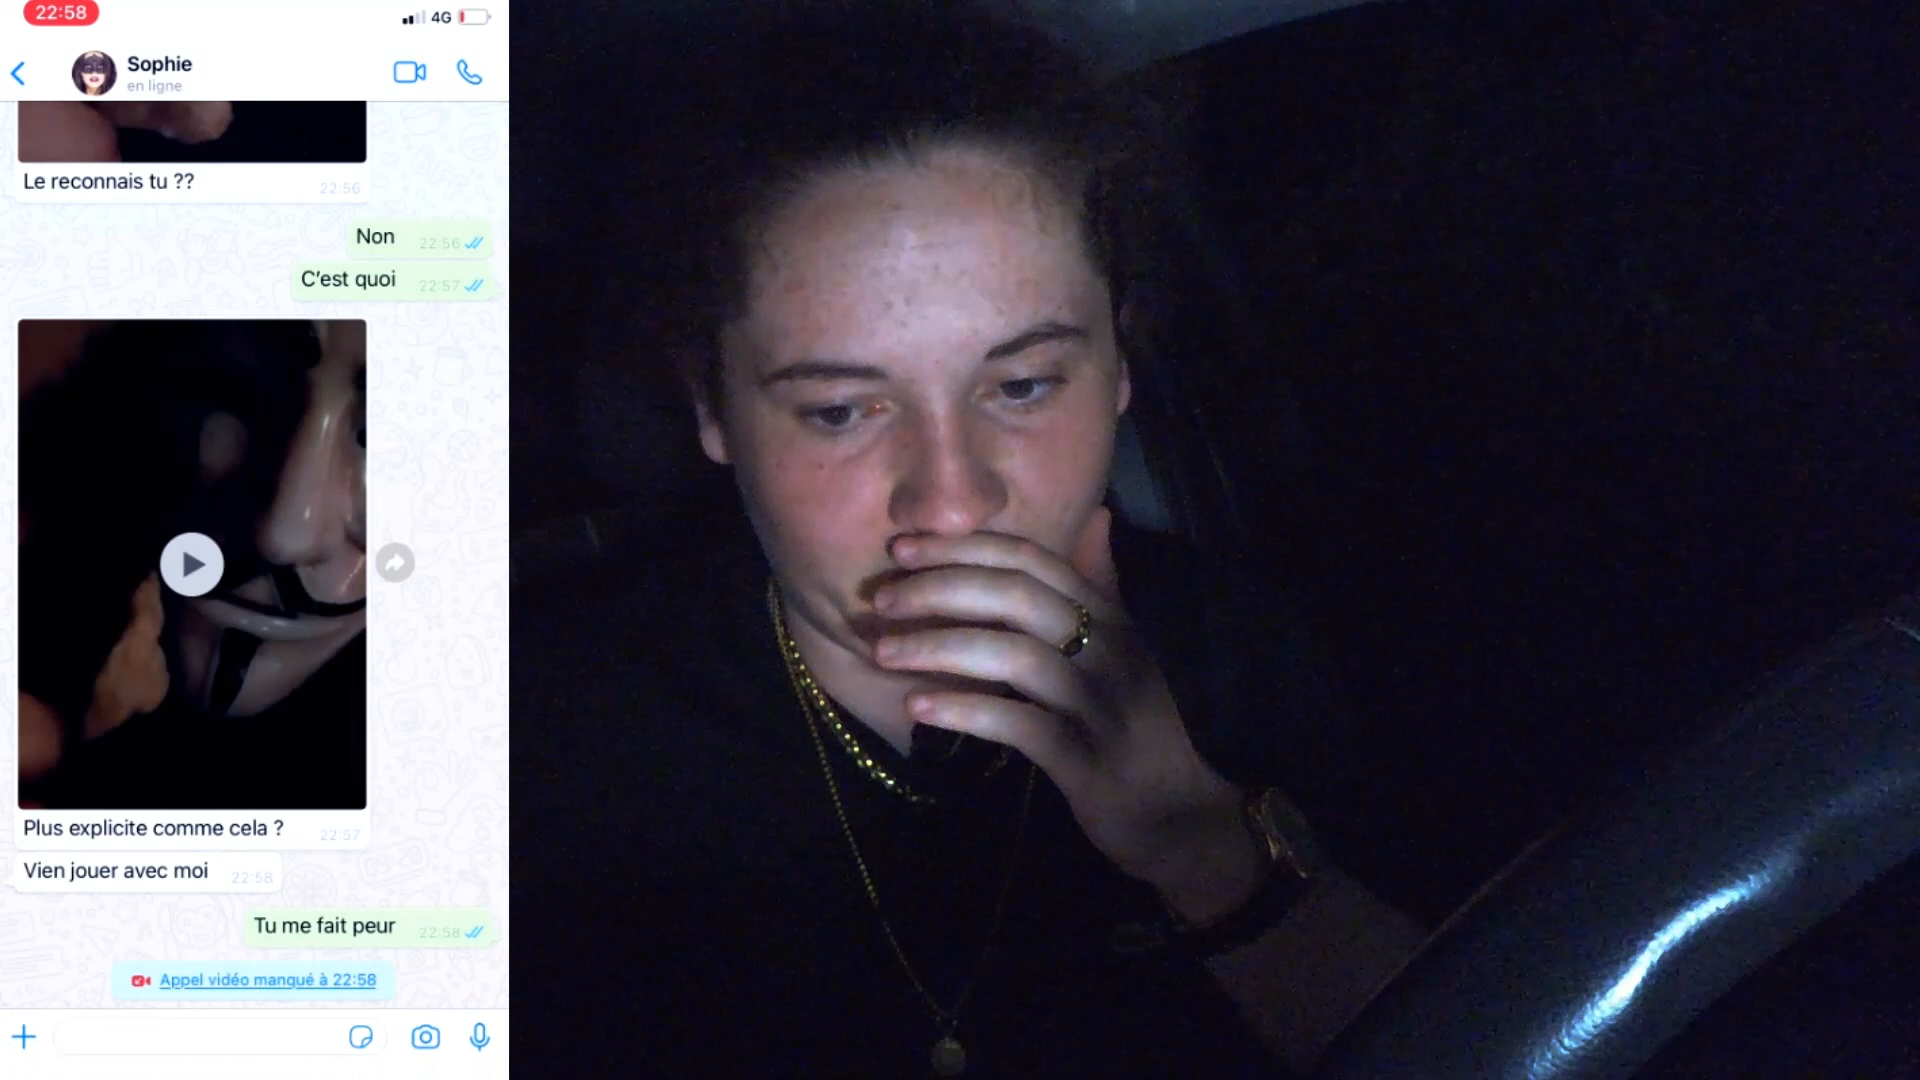 22:58
4G
Sophie
en ligne
Le reconnais tu ??
22:56
Non 22:56
C'est quoi 22:57
Plus explicite comme cela ?
22:57
Vien jouer avec moi 22:58
Tu me fait peur 22:58
Appel vidéo manqué à 22:58